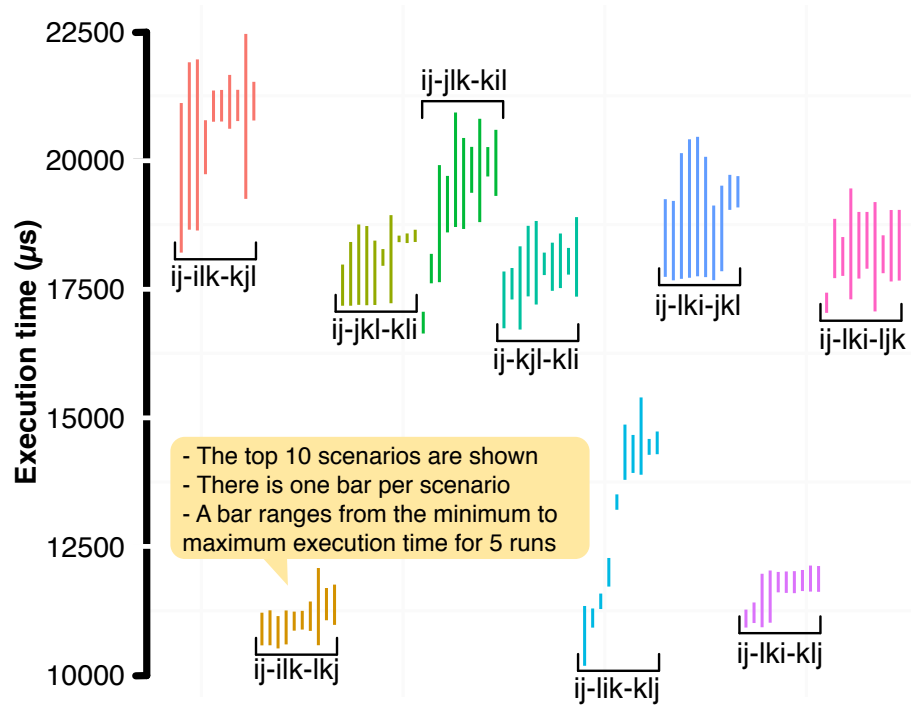 22500
20000
17500
15000
12500
10000
Execution time (µs)
ij-ilk-kjl
ij-jkl-kli
ij-jlk-kil
ij-kjl-kli
ij-lki-jkl
ij-lki-ljk
- The top 10 scenarios are shown
- There is one bar per scenario
- A bar ranges from the minimum to
maximum execution time for 5 runs
ij-ilk-lkj
ij-lik-klj
ij-lki-klj